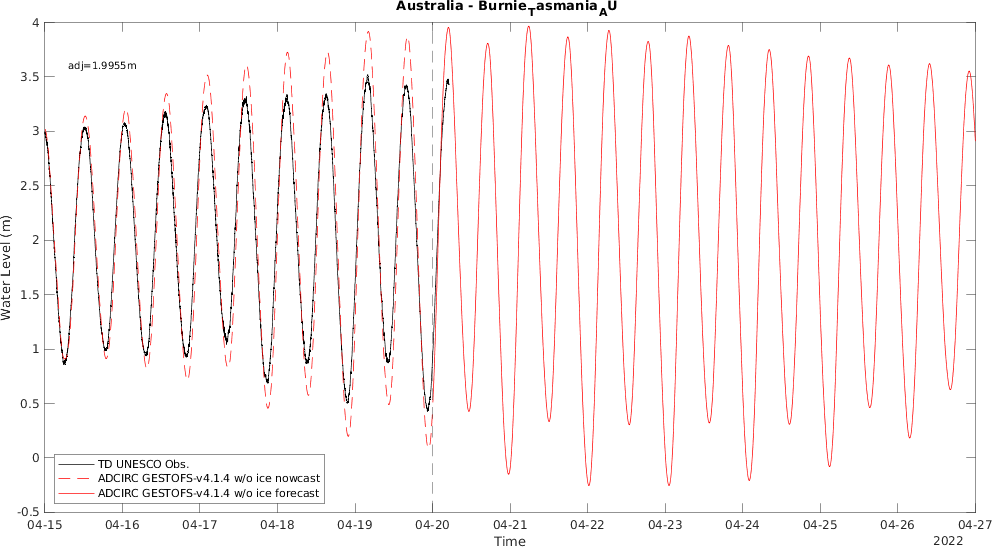 Australia - BurnieTasmaniaAU
adj=1.9955m
4
3.5
3
2.5
2
1.5
1
0.5
0
-0.5
Water Level (m)
TD UNESCO Obs.
ADCIRC GESTOFS-v4.1.4 w/o ice nowcast
ADCIRC GESTOFS-v4.1.4 w/o ice forecast
04-15 04-16 04-17 04-18 04-19 04-20 04-21 04-22 04-23 04-24 04-25 04-26 04-27
Time
2022